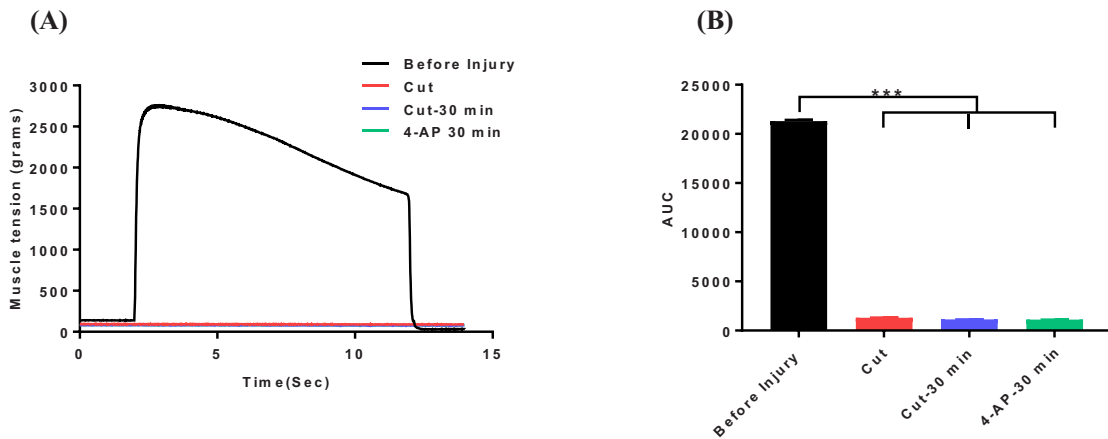 (A)
Before Injury
Cut
Cut-30 min
4-AP 30 min
Muscle tension (grams)
3000
2500
2000
1500
1000
500
0
0 5 10 15
Time(Sec)
(B)
***
AUC
25000
20000
15000
10000
5000
0
Before Injury
Cut
Cut-30 min
4-AP-30 min